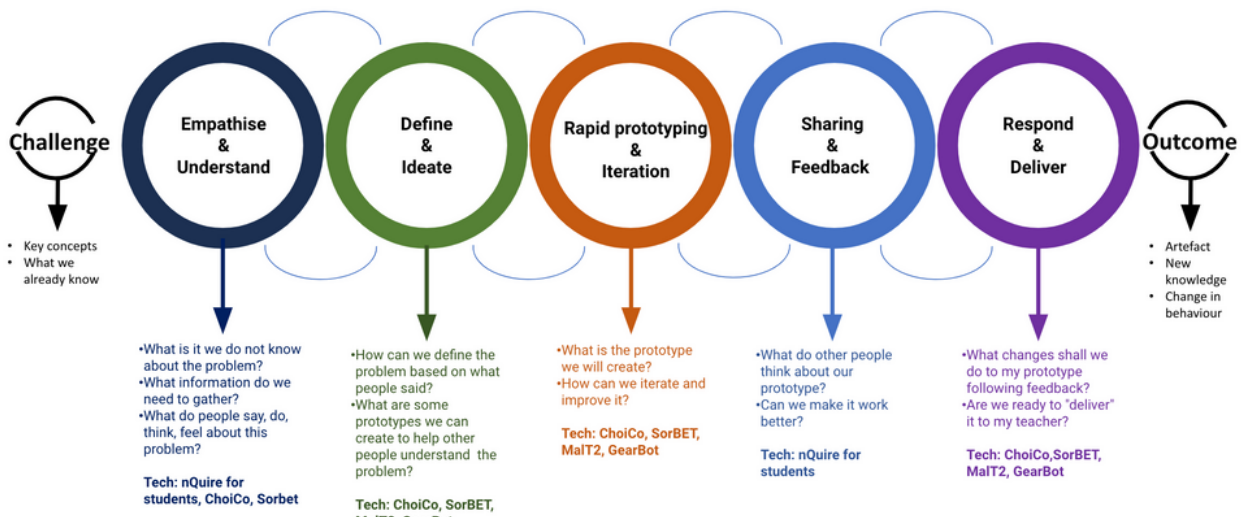 Challenge
• Key concepts
• What we
already know
Empathise
&
Understand
•What is it we do not know
about the problem?
•What information do we
need to gather?
•What do people say, do,
think, feel about this
problem?
Tech: nQuire for
students, ChoiCo, Sorbet
Define
&
Ideate
•How can we define the
problem based on what
people said?
•What are some
prototypes we can
create to help other
people understand the
problem?
Tech: ChoiCo, SorBET,
Rapid prototyping
&
Iteration
•What is the prototype
we will create?
•How can we iterate and
improve it?
Tech: ChoiCo, SorBET,
MalT2, GearBot
Sharing
&
Feedback
•What do other people
think about our
prototype?
•Can we make it work
better?
Tech: nQuire for
students
Respond
&
Deliver
•What changes shall we
do to my prototype
following feedback?
•Are we ready to "deliver"
it to my teacher?
Tech: ChoiCo,SorBET,
MalT2, GearBot
Outcome
• Artefact
• New
knowledge
• Change in
behaviour